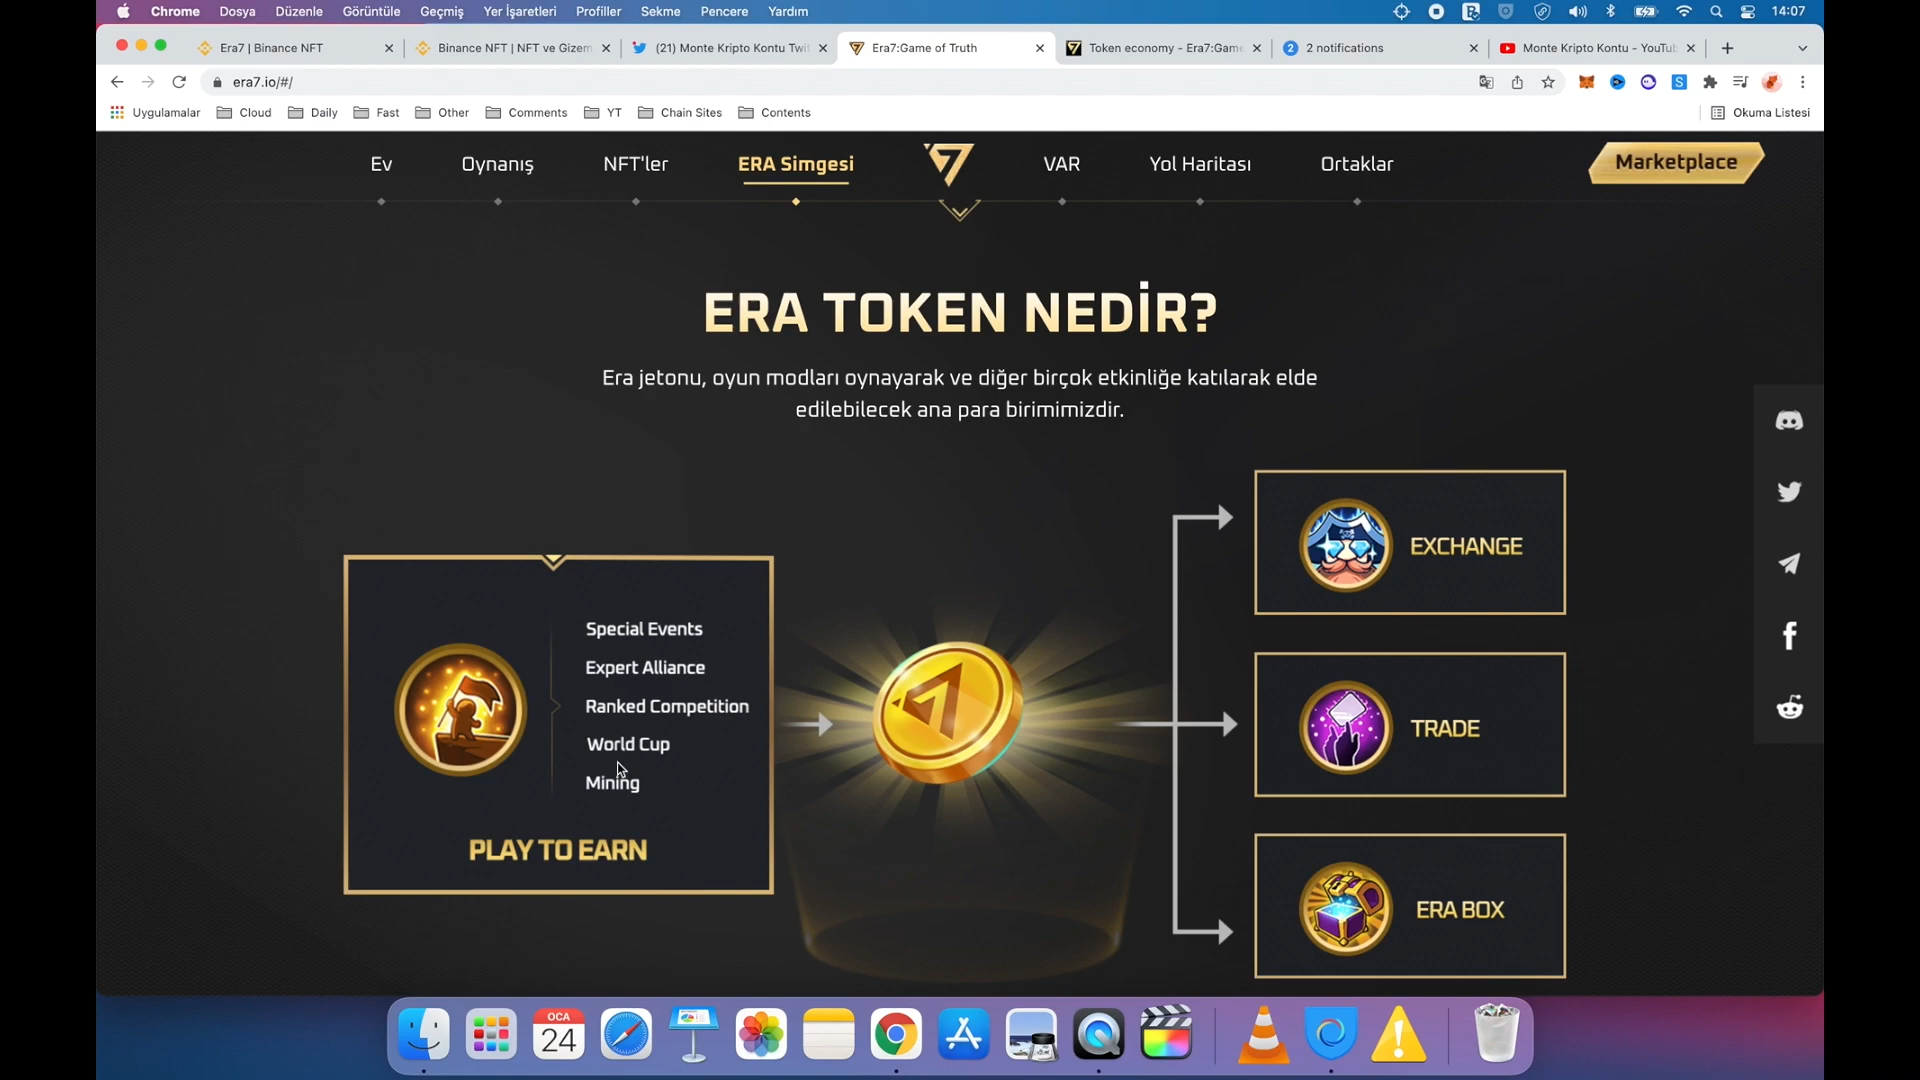 Chrome Dosya Düzenle Görüntüle Geçmiş Yer İşaretleri Profiller Sekme Pencere Yardım 14:07
Era7 | Binance NFT
Binance NFT | NFT ve Gizem
(21) Monte Kripto Kontu Twi
Era7:Game of Truth
Token economy - Era7:Game
2 2 notifications
Monte Kripto Kontu - YouTub
era7.io/#/
Uygulamalar Cloud Daily Fast Other Comments YT Chain Sites Contents Okuma Listesi
Ev Oynanış NFT'ler ERA Simgesi VAR Yol Haritası Ortaklar Marketplace
ERA TOKEN NEDİR?
Era jetonu, oyun modları oynayarak ve diğer birçok etkinliğe katılarak elde
edilebilecek ana para birimimizdir.
Special Events
Expert Alliance
Ranked Competition
World Cup
Mining
PLAY TO EARN
EXCHANGE
TRADE
ERA BOX
OCA
24